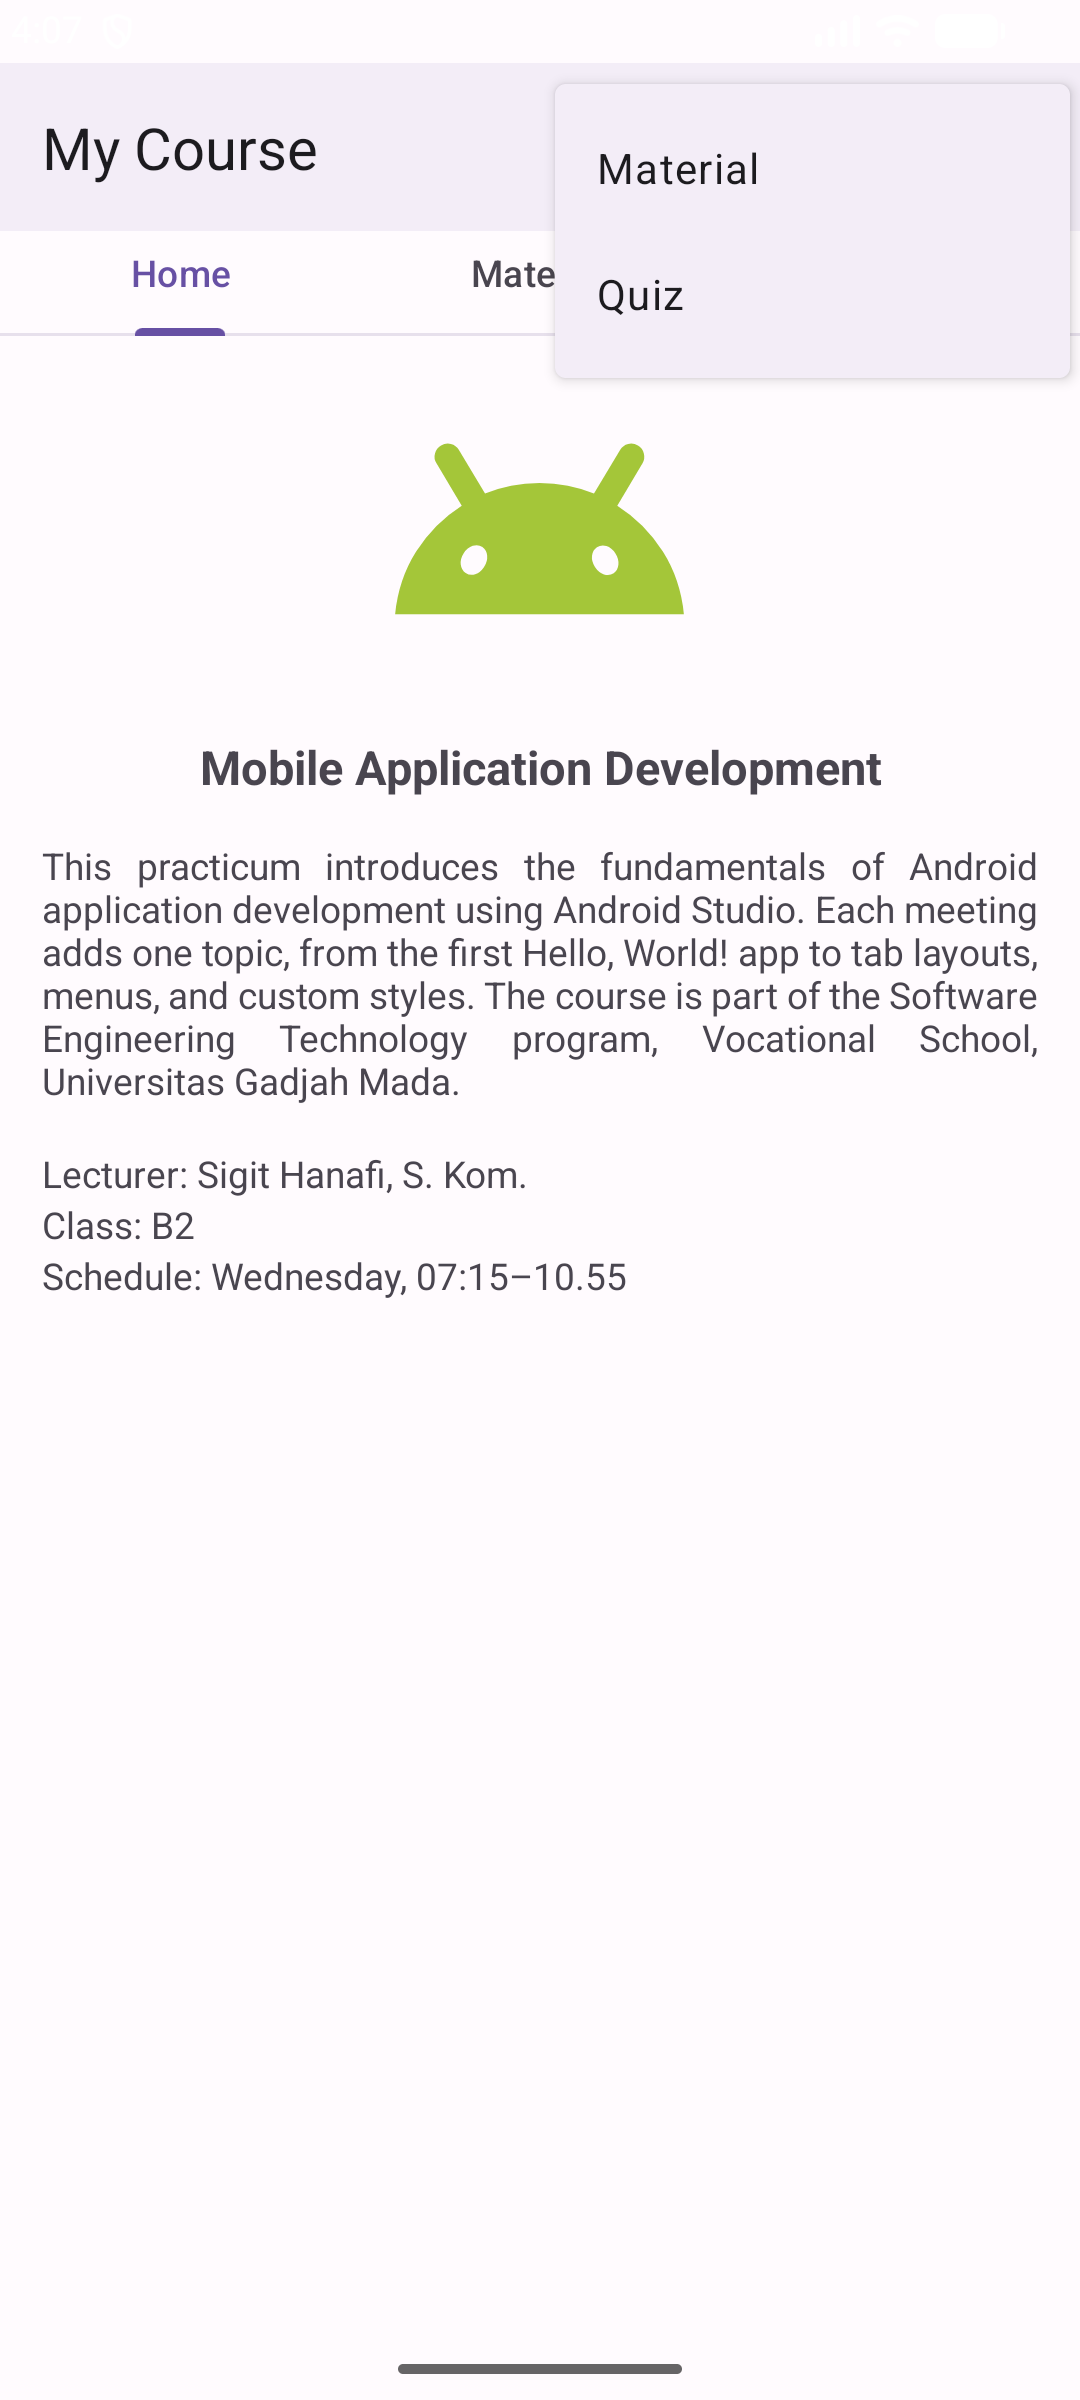 My Course
Material
Quiz
Home
Mate
Mobile Application Development
This practicum introduces the fundamentals of Android
application development using Android Studio. Each meeting
adds one topic, from the first Hello, World! app to tab layouts,
menus, and custom styles. The course is part of the Software
Engineering Technology program, Vocational School,
Universitas Gadjah Mada.
Lecturer: Sigit Hanafi, S. Kom.
Class: B2
Schedule: Wednesday, 07:15–10.55